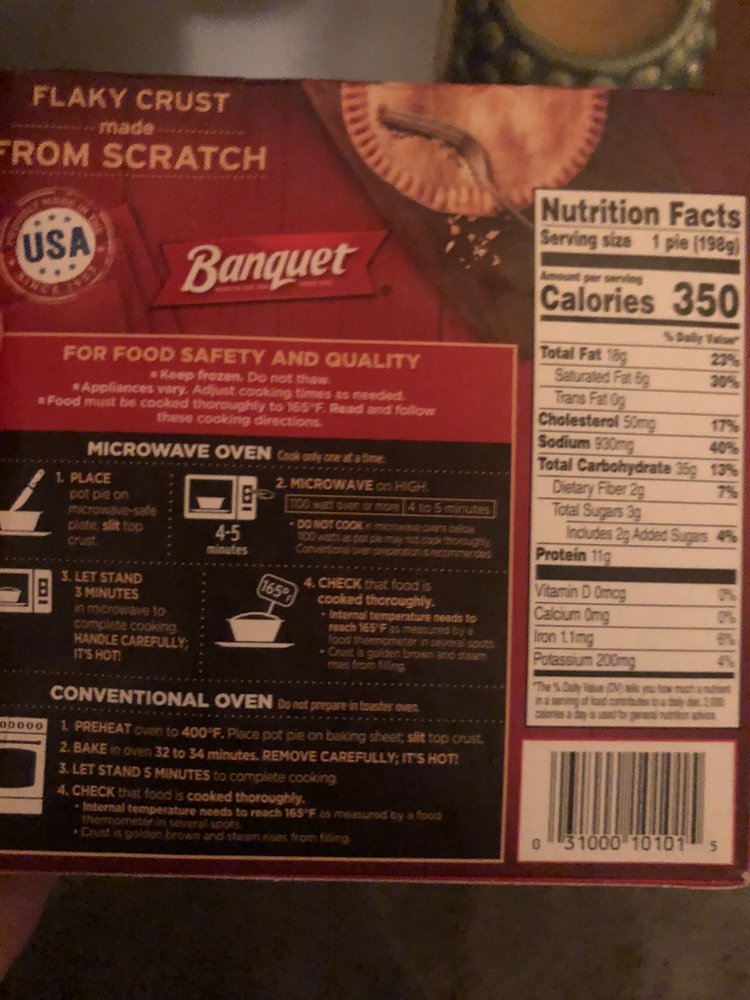 FLAKY CRUST
made
FROM SCRATCH
MADE IN THE
USA
SINCE
Banquet
FOR FOOD SAFETY AND QUALITY
• Keep frozen. Do not thaw.
• Appliances vary. Adjust cooking times as needed.
• Food must be cooked thoroughly to 165°F. Read and follow
these cooking directions.
MICROWAVE OVEN Cook only one at a time.
1. PLACE
pot pie on
microwave-safe
plate; slit top
crust.
4-5
minutes
2. MICROWAVE on HIGH.
1100 watt oven or more 4 to 5 minutes
• DO NOT COOK in microwave ovens below
1100 watts as pot pie may not cook thoroughly.
Conventional oven preparation is recommended.
3. LET STAND
3 MINUTES
in microwave to
complete cooking.
HANDLE CAREFULLY;
IT'S HOT!
165°
4. CHECK that food is
cooked thoroughly.
• Internal temperature needs to
reach 165°F as measured by a
food thermometer in several spots.
• Crust is golden brown and steam
rises from filling.
CONVENTIONAL OVEN Do not prepare in toaster oven.
1. PREHEAT oven to 400°F. Place pot pie on baking sheet; slit top crust.
2. BAKE in oven 32 to 34 minutes. REMOVE CAREFULLY; IT'S HOT!
3. LET STAND 5 MINUTES to complete cooking.
4. CHECK that food is cooked thoroughly.
• Internal temperature needs to reach 165°F as measured by a food
thermometer in several spots.
• Crust is golden brown and steam rises from filling.
Nutrition Facts
Serving size 1 pie (198g)
Amount per serving
Calories 350
% Daily Value*
Total Fat 18g 23%
Saturated Fat 6g 30%
Trans Fat 0g
Cholesterol 50mg 17%
Sodium 930mg 40%
Total Carbohydrate 35g 13%
Dietary Fiber 2g 7%
Total Sugars 3g
Includes 2g Added Sugars 4%
Protein 11g
Vitamin D 0mcg 0%
Calcium 0mg 0%
Iron 1.1mg 6%
Potassium 200mg 4%
*The % Daily Value (DV) tells you how much a nutrient
in a serving of food contributes to a daily diet. 2,000
calories a day is used for general nutrition advice.
0 31000 10101 5